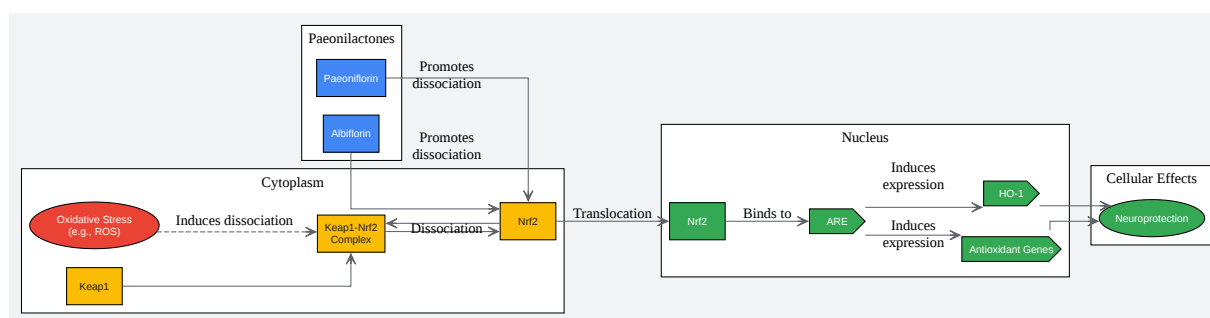 Paeonilactones
Paeoniflorin
Promotes
dissociation
Albiflorin
Promotes
dissociation
Cytoplasm
Oxidative Stress
(e.g., ROS)
Induces dissociation
Keap1-Nrf2
Complex
Dissociation
Nrf2
Keap1
Translocation
Nucleus
Nrf2
Binds to
ARE
Induces
expression
HO-1
Induces
expression
Antioxidant Genes
Cellular Effects
Neuroprotection